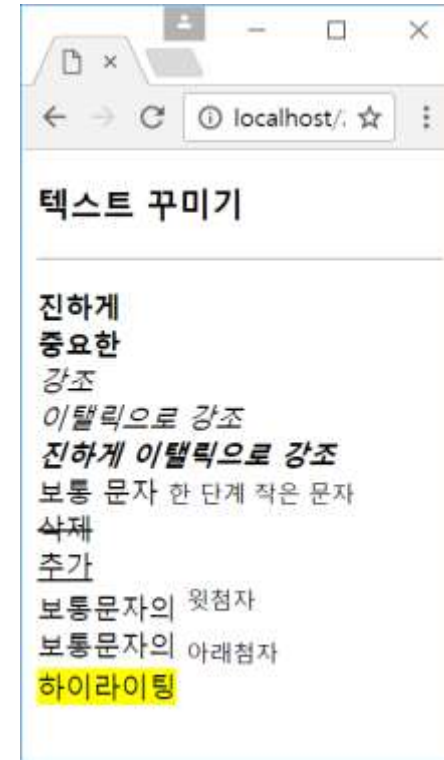 localhost/.
텍스트 꾸미기
진하게
중요한
강조
이탤릭으로 강조
진하게 이탤릭으로 강조
보통 문자 한 단계 작은 문자
삭제
추가
보통문자의 윗첨자
보통문자의 아래첨자
하이라이팅